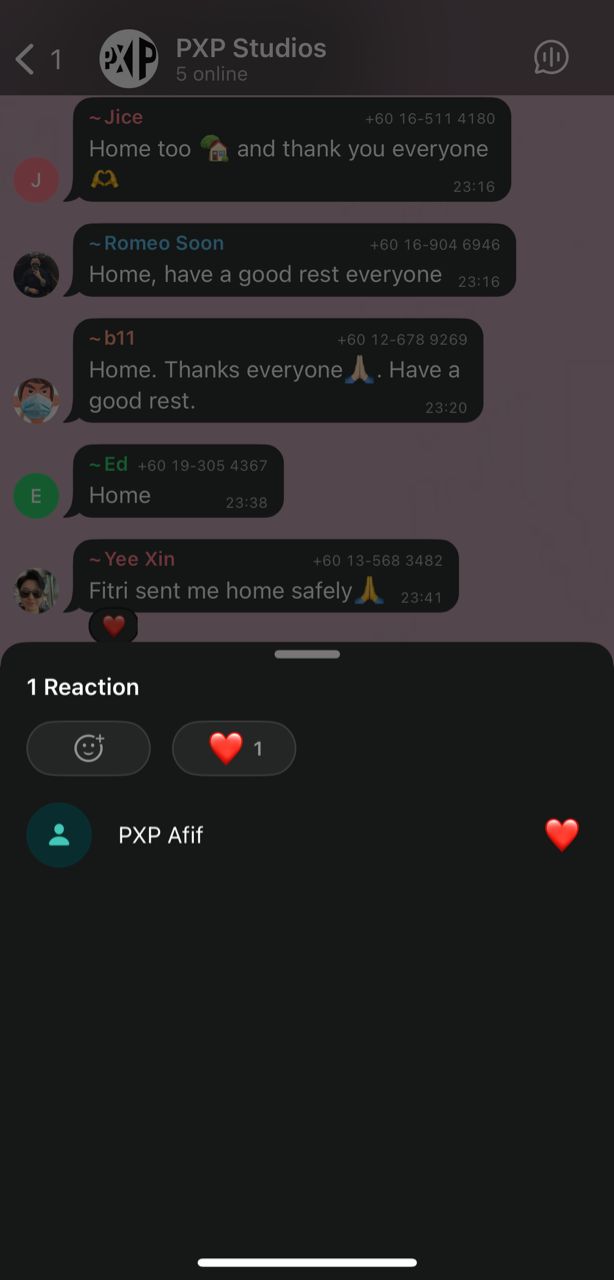 1
PXP
PXP Studios
5 online
~Jice +60 16-511 4180
Home too 🏡 and thank you everyone
🫶
23:16
J
~Romeo Soon +60 16-904 6946
Home, have a good rest everyone 23:16
~b11 +60 12-678 9269
Home. Thanks everyone🙏🏻. Have a
good rest. 23:20
~Ed +60 19-305 4367
E
Home 23:38
~Yee Xin +60 13-568 3482
Fitri sent me home safely🙏 23:41
❤️
1 Reaction
❤️ 1
PXP Afif ❤️